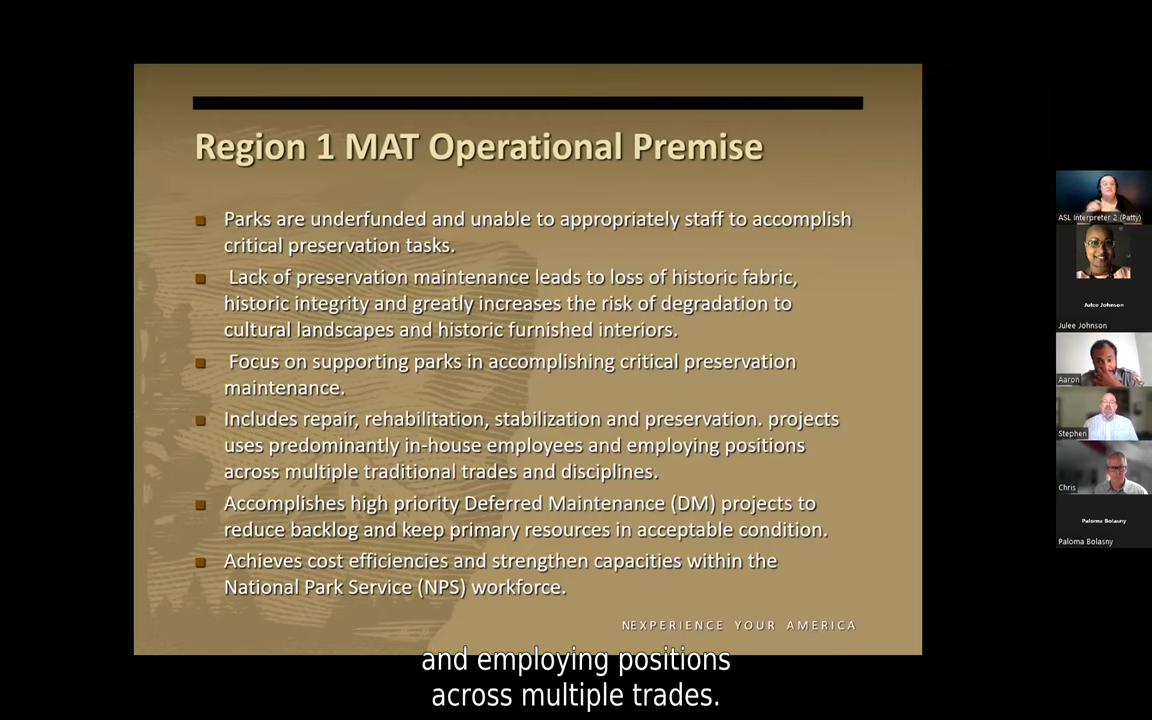 Region 1 MAT Operational Premise
Parks are underfunded and unable to appropriately staff to accomplish
critical preservation tasks.
Lack of preservation maintenance leads to loss of historic fabric,
historic integrity and greatly increases the risk of degradation to
cultural landscapes and historic furnished interiors.
Focus on supporting parks in accomplishing critical preservation
maintenance.
Includes repair, rehabilitation, stabilization and preservation. projects
uses predominantly in-house employees and employing positions
across multiple traditional trades and disciplines.
Accomplishes high priority Deferred Maintenance (DM) projects to
reduce backlog and keep primary resources in acceptable condition.
Achieves cost efficiencies and strengthen capacities within the
National Park Service (NPS) workforce.
NEXPERIENCE YOUR AMERICA
and employing positions
across multiple trades.
ASL Interpreter 2 (Patty)
Julee Johnson
Julee Johnson
Aaron
Stephen
Chris
Paloma Bolasny
Paloma Bolasny